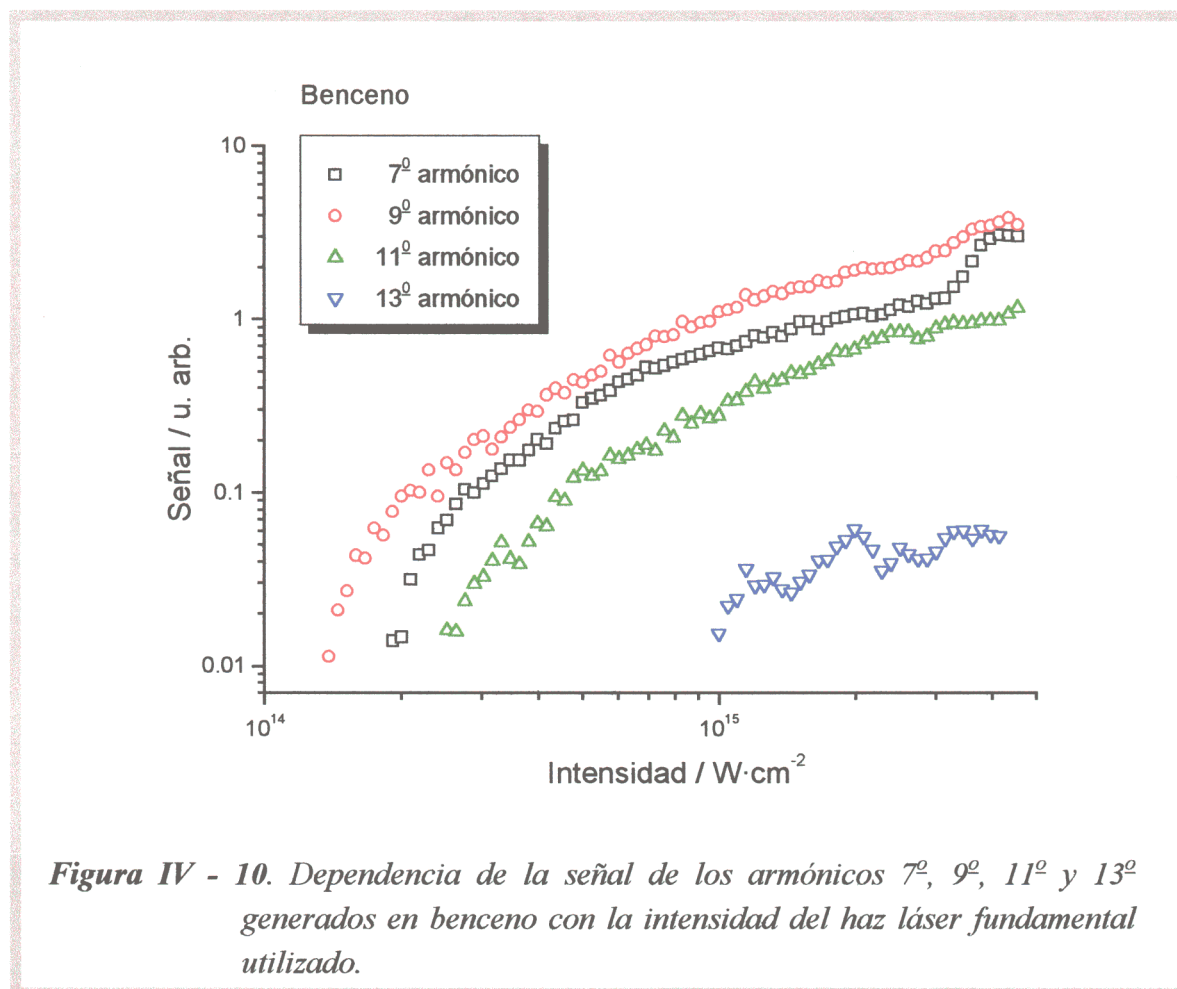 Benceno
7º armónico
9º armónico
11º armónico
13º armónico
10
1
0.1
0.01
Señal / u. arb.
10^14
10^15
Intensidad / W·cm^-2
Figura IV - 10. Dependencia de la señal de los armónicos 7º, 9º, 11º y 13º
generados en benceno con la intensidad del haz láser fundamental
utilizado.